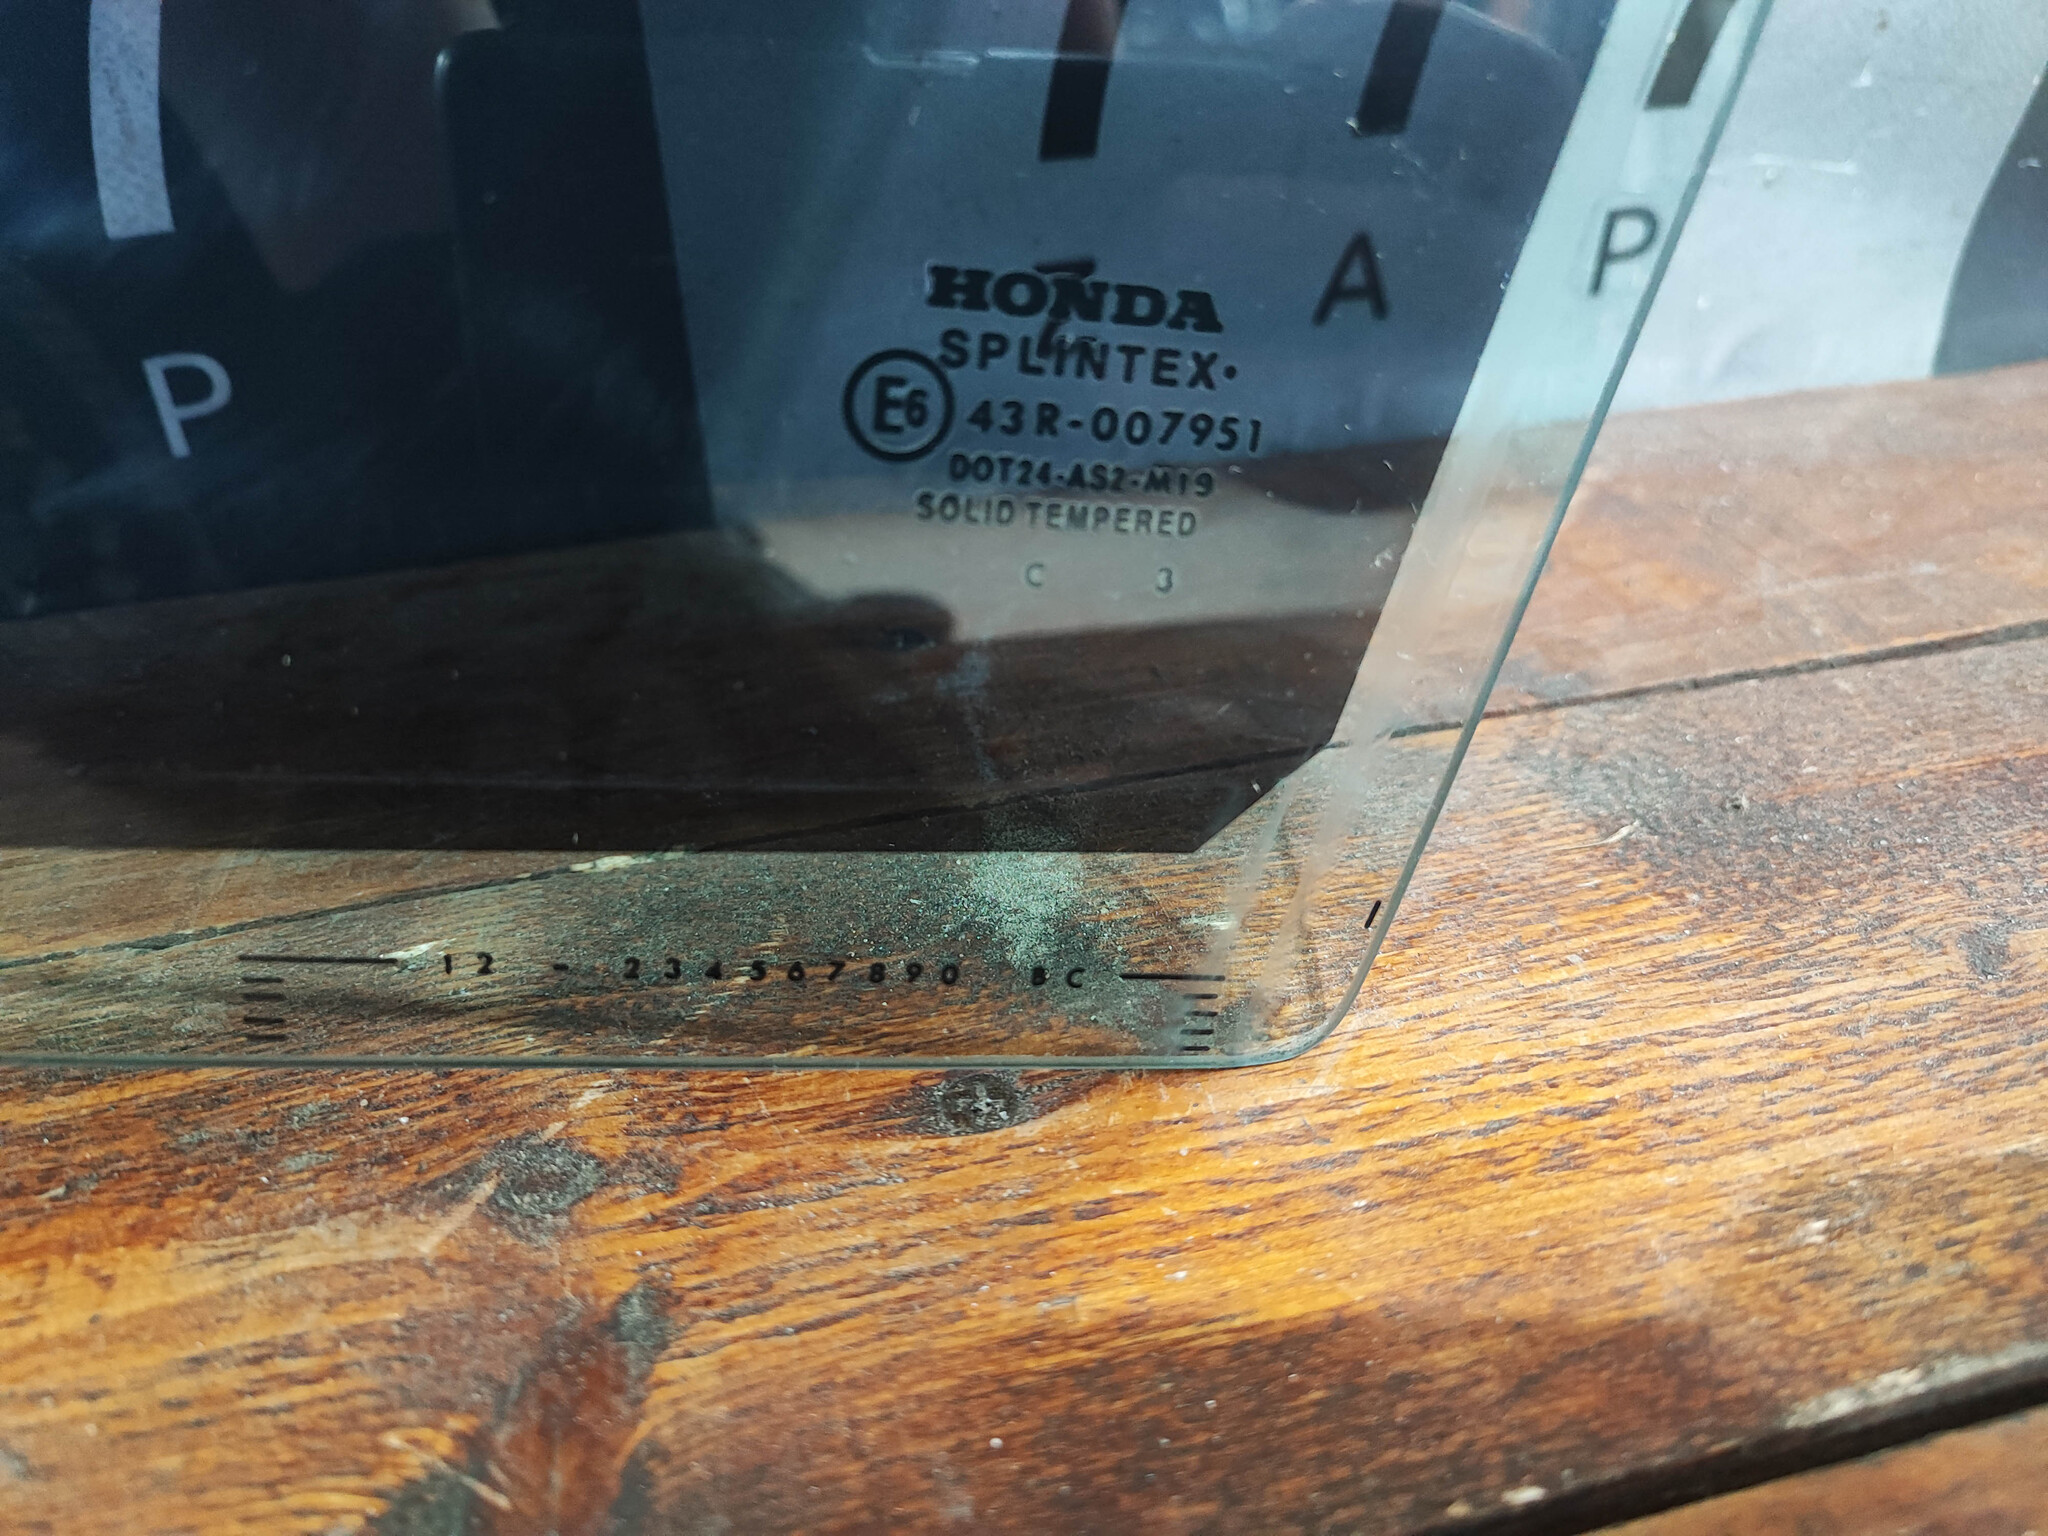 P
A
P
HONDA
SPLINTEX·
E6 43R-007951
DOT24-AS2-M19
SOLID TEMPERED
C 3
12 - 234567890 BC